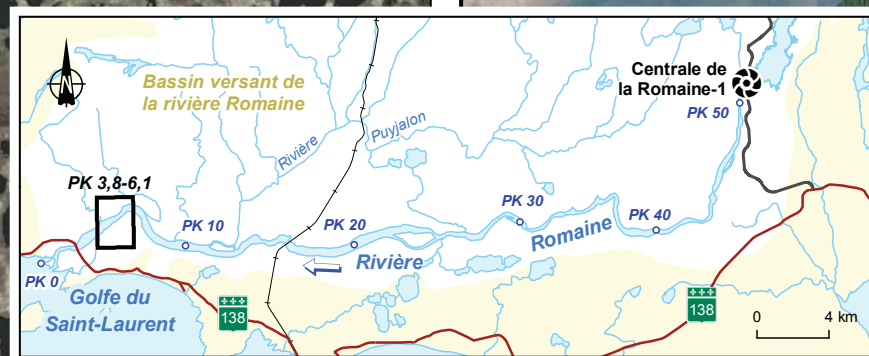 Bassin versant de
la rivière Romaine
Centrale de
la Romaine-1
PK 50
Rivière Puyjalon
PK 3,8-6,1
PK 10
PK 20
PK 30
PK 40
Romaine
Rivière
PK 0
Golfe du
Saint-Laurent
138
138
0 4 km